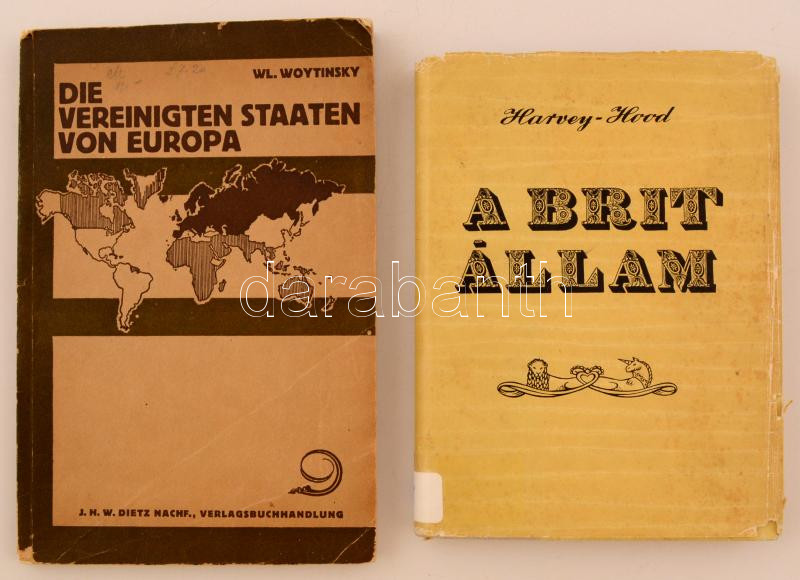 WL. WOYTINSKY
DIE
VEREINIGTEN STAATEN
VON EUROPA
J. H. W. DIETZ NACHF., VERLAGSBUCHHANDLUNG
Harvey-Hood
A BRIT
ÁLLAM
darabanth